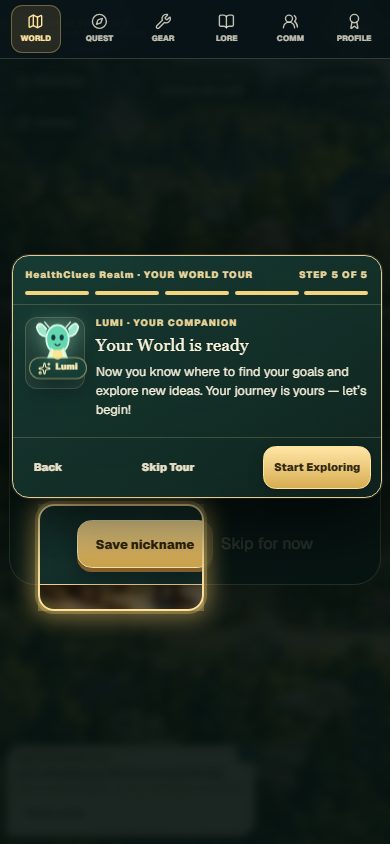 WORLD
QUEST
GEAR
LORE
COMM
PROFILE
HealthClues Realm · YOUR WORLD TOUR
STEP 5 OF 5
LUMI · YOUR COMPANION
Your World is ready
Lumi
Now you know where to find your goals and
explore new ideas. Your journey is yours — let's
begin!
Back
Skip Tour
Start Exploring
Save nickname
Skip for now